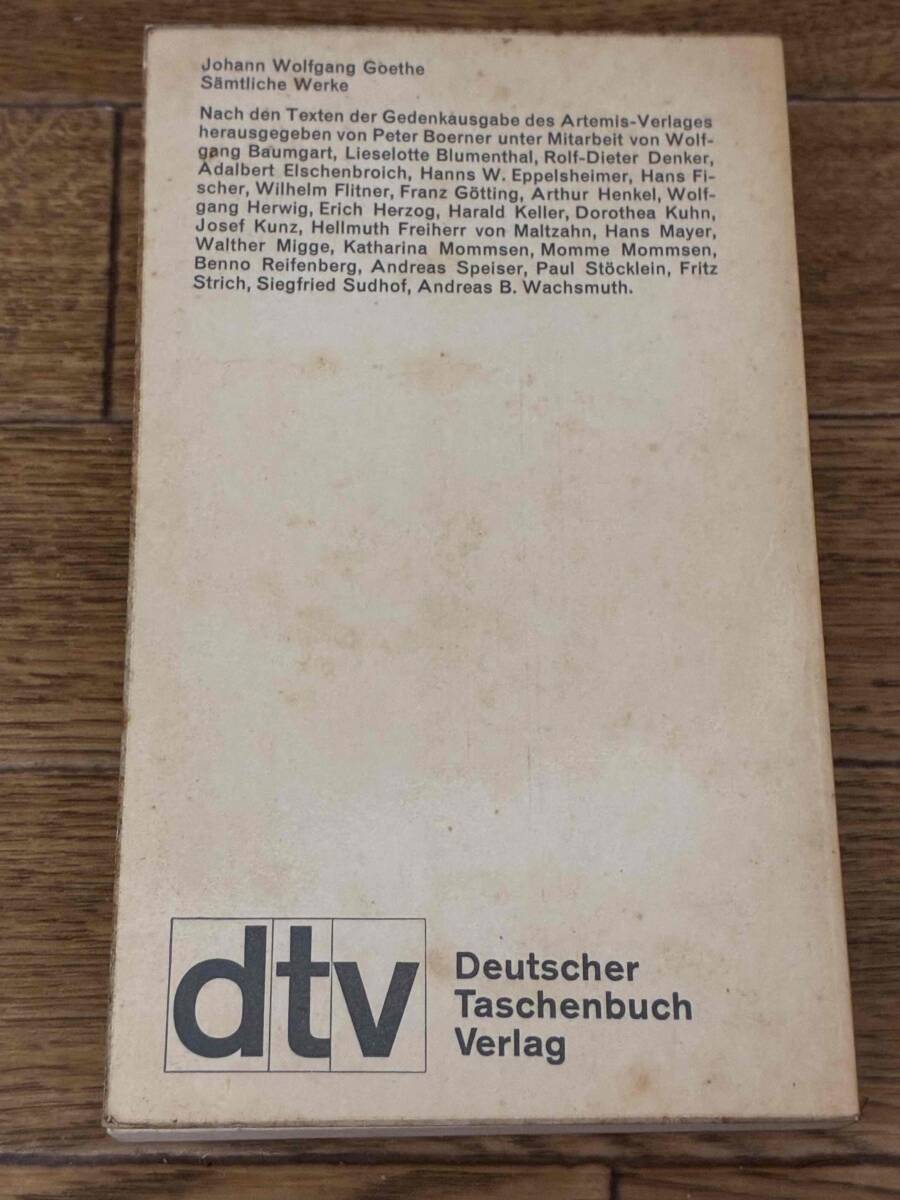 Johann Wolfgang Goethe
Sämtliche Werke
Nach den Texten der Gedenkausgabe des Artemis-Verlages
herausgegeben von Peter Boerner unter Mitarbeit von Wolf-
gang Baumgart, Lieselotte Blumenthal, Rolf-Dieter Denker,
Adalbert Elschenbroich, Hanns W. Eppelsheimer, Hans Fi-
scher, Wilhelm Flitner, Franz Götting, Arthur Henkel, Wolf-
gang Herwig, Erich Herzog, Harald Keller, Dorothea Kuhn,
Josef Kunz, Hellmuth Freiherr von Maltzahn, Hans Mayer,
Walther Migge, Katharina Mommsen, Momme Mommsen,
Benno Reifenberg, Andreas Speiser, Paul Stöcklein, Fritz
Strich, Siegfried Sudhof, Andreas B. Wachsmuth.
dtv
Deutscher
Taschenbuch
Verlag